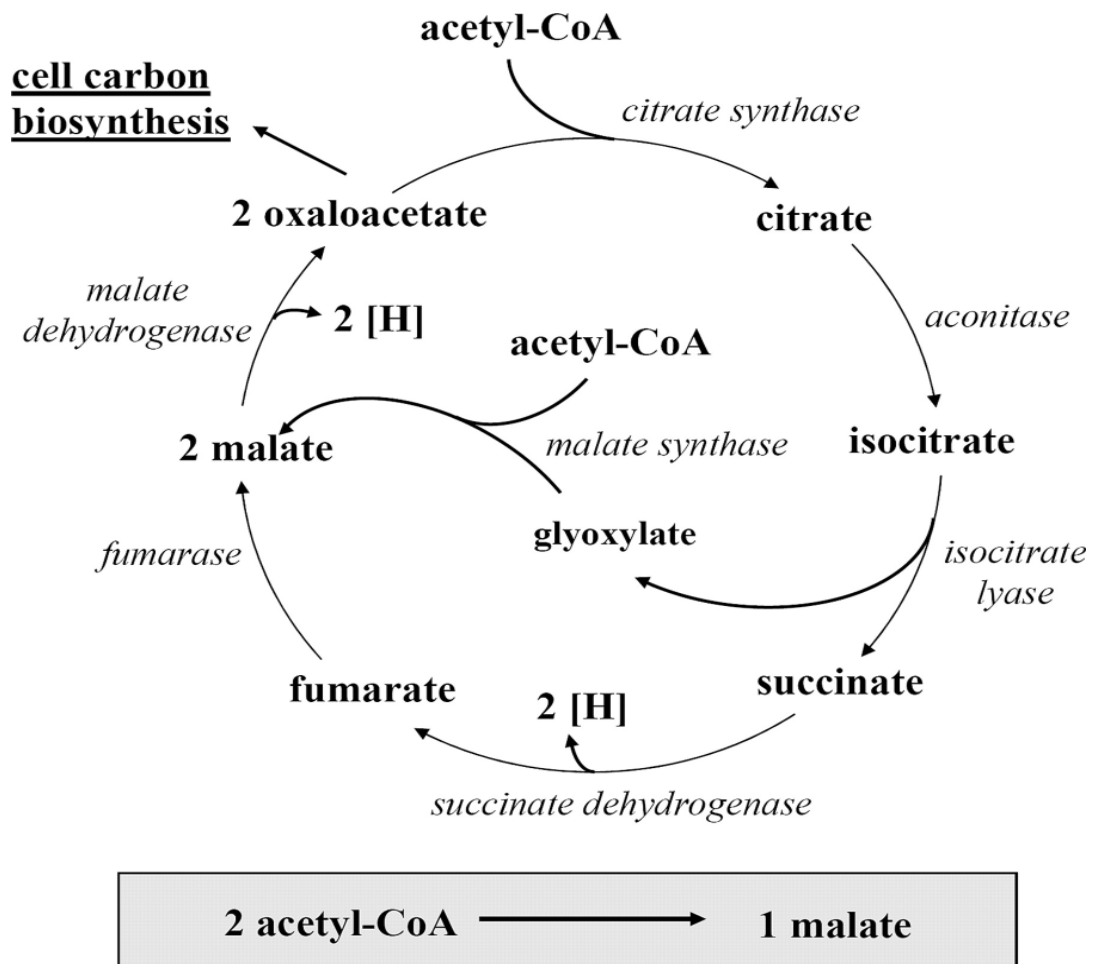 acetyl-CoA
cell carbon
biosynthesis
citrate synthase
2 oxaloacetate
citrate
malate
dehydrogenase
2 [H]
aconitase
acetyl-CoA
2 malate
malate synthase
isocitrate
glyoxylate
fumarase
isocitrate
lyase
fumarate
2 [H]
succinate
succinate dehydrogenase
2 acetyl-CoA
1 malate